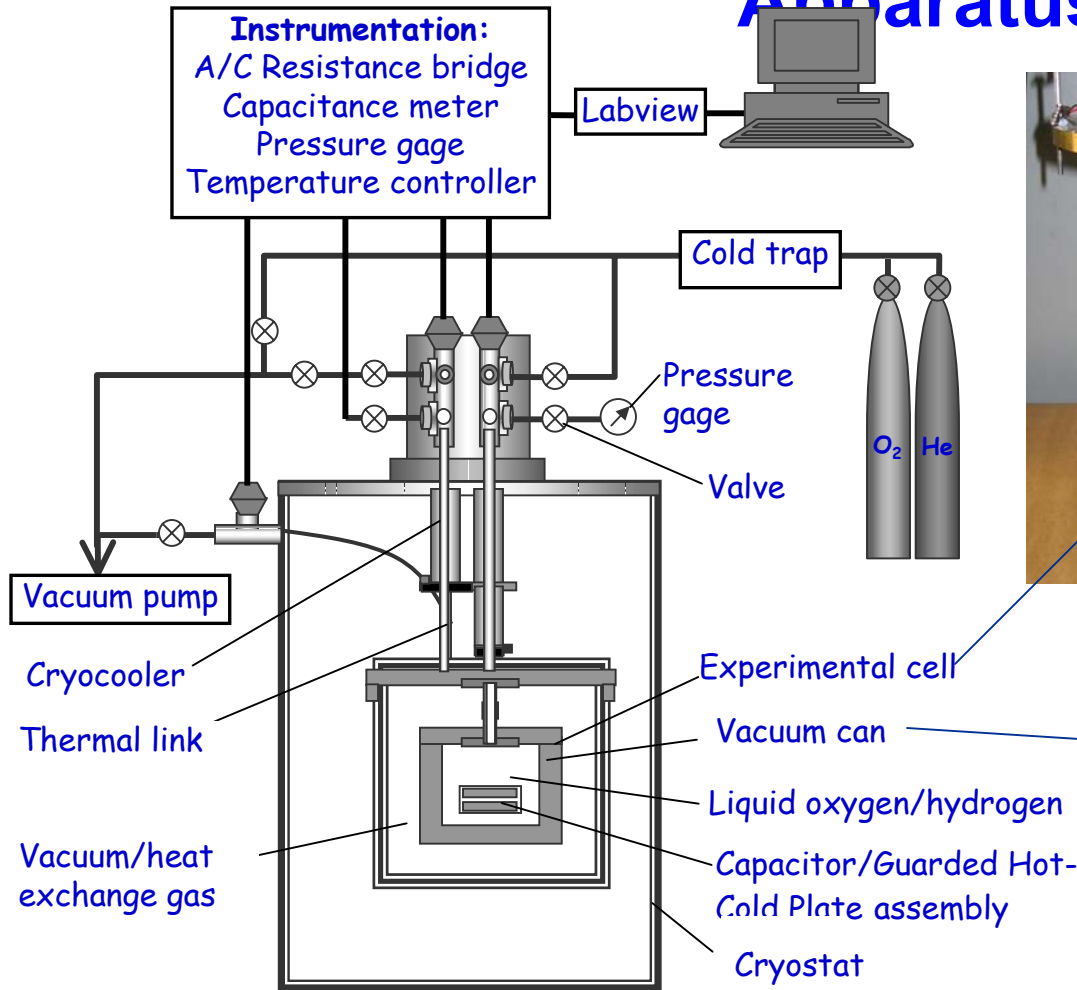 Apparatus
Instrumentation:
A/C Resistance bridge
Capacitance meter
Pressure gage
Temperature controller
Labview
Cold trap
Pressure
gage
O₂
He
Valve
Vacuum pump
Cryocooler
Experimental cell
Thermal link
Vacuum can
Liquid oxygen/hydrogen
Vacuum/heat
exchange gas
Capacitor/Guarded Hot-
Cold Plate assembly
Cryostat